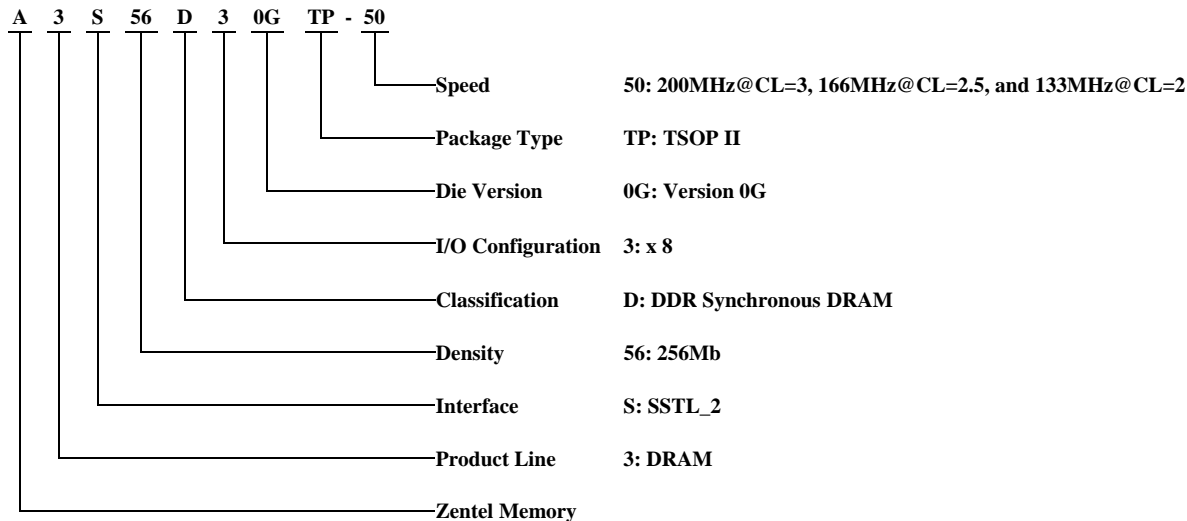 A 3 S 56 D 3 0G TP - 50
Speed 50: 200MHz@CL=3, 166MHz@CL=2.5, and 133MHz@CL=2
Package Type TP: TSOP II
Die Version 0G: Version 0G
I/O Configuration 3: x 8
Classification D: DDR Synchronous DRAM
Density 56: 256Mb
Interface S: SSTL_2
Product Line 3: DRAM
Zentel Memory